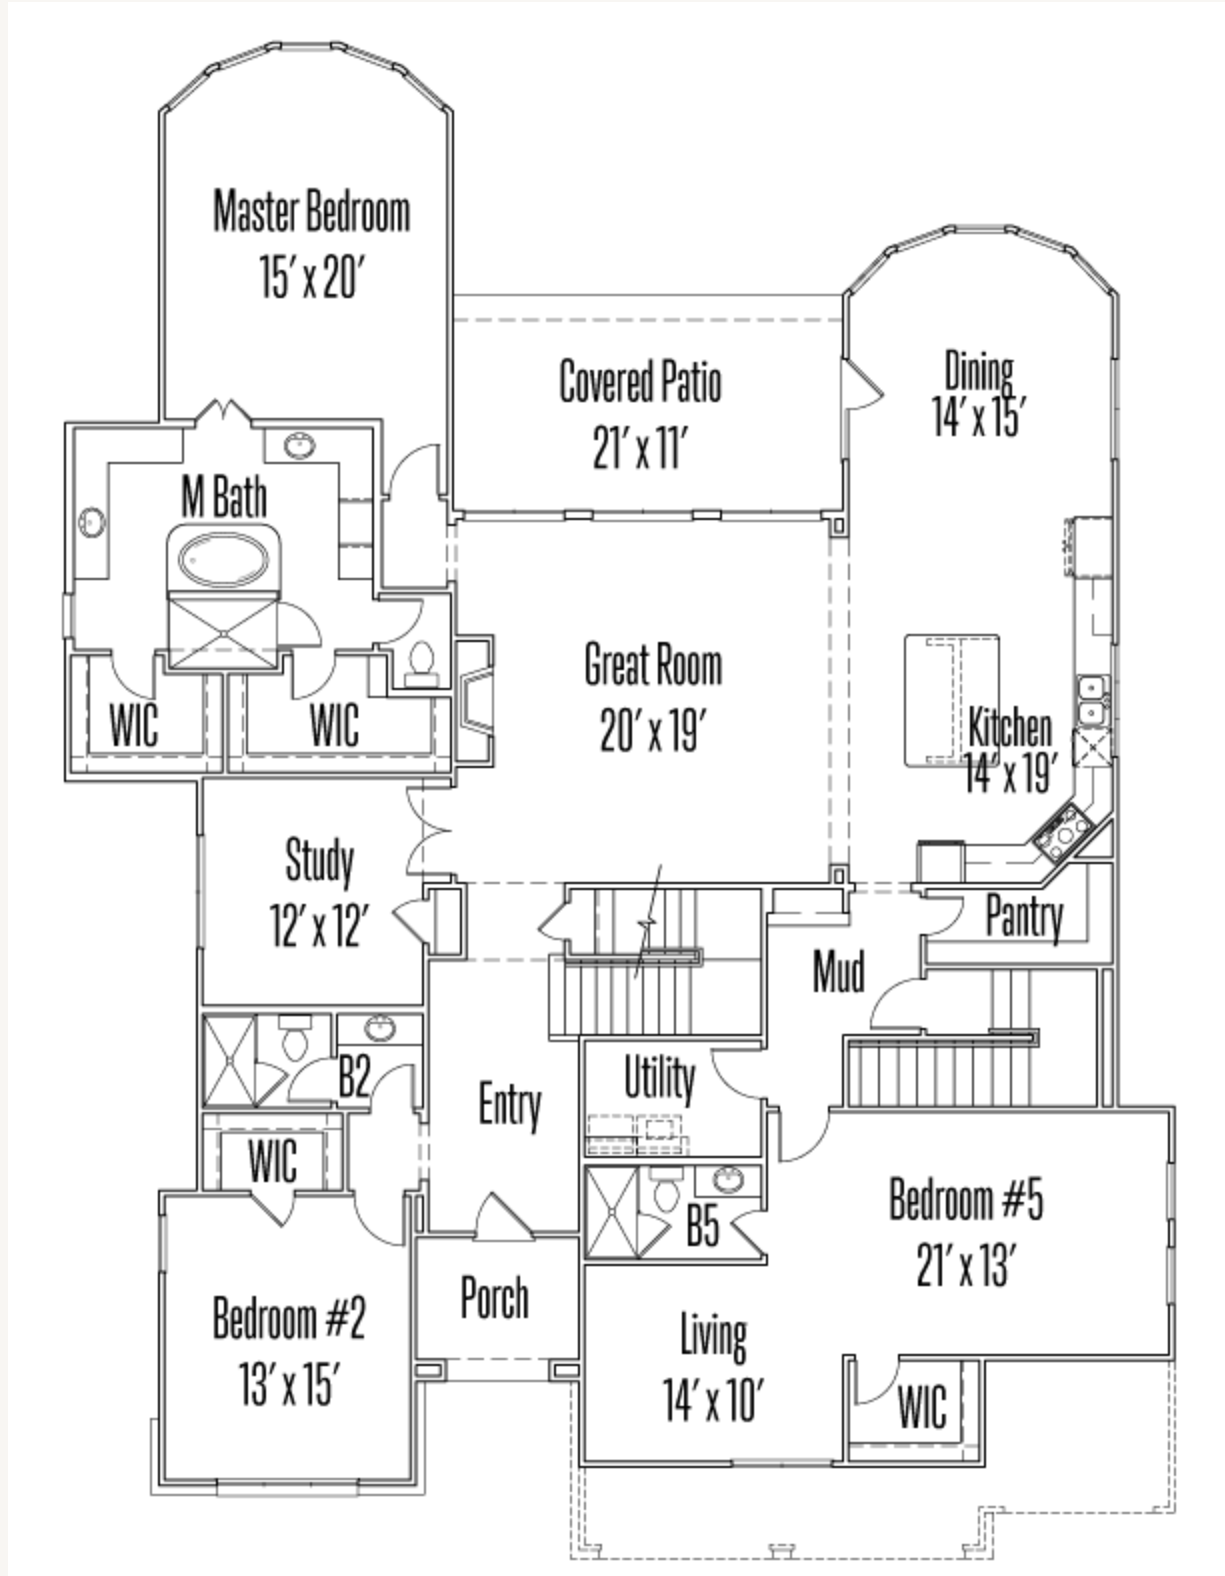 Master Bedroom
15' x 20'
Covered Patio
21' x 11'
Dining
14' x 15'
M Bath
Great Room
20' x 19'
Kitchen
14' x 19'
WIC
WIC
Study
12' x 12'
Pantry
Mud
B2
Utility
Entry
WIC
B5
Bedroom #5
21' x 13'
Porch
Bedroom #2
13' x 15'
Living
14' x 10'
WIC